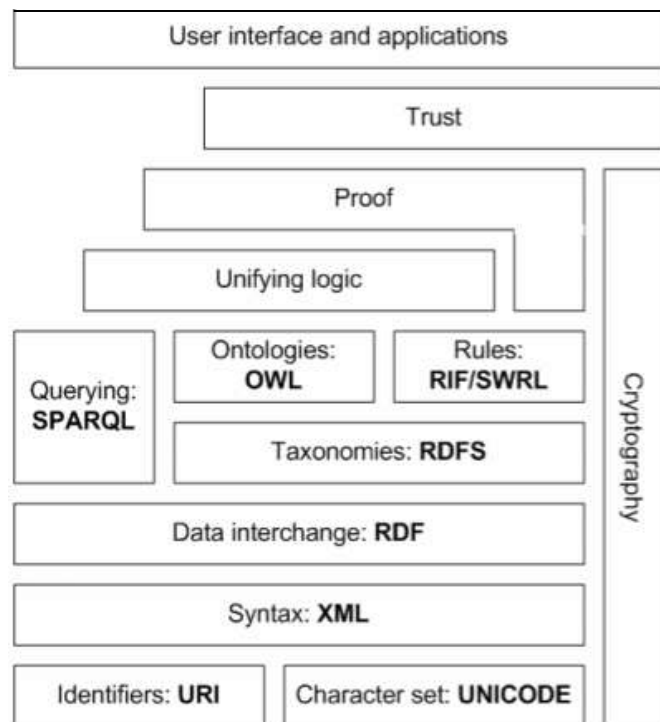 User interface and applications
Trust
Proof
Unifying logic
Querying:
SPARQL
Ontologies:
OWL
Rules:
RIF/SWRL
Taxonomies: RDFS
Cryptography
Data interchange: RDF
Syntax: XML
Identifiers: URI
Character set: UNICODE